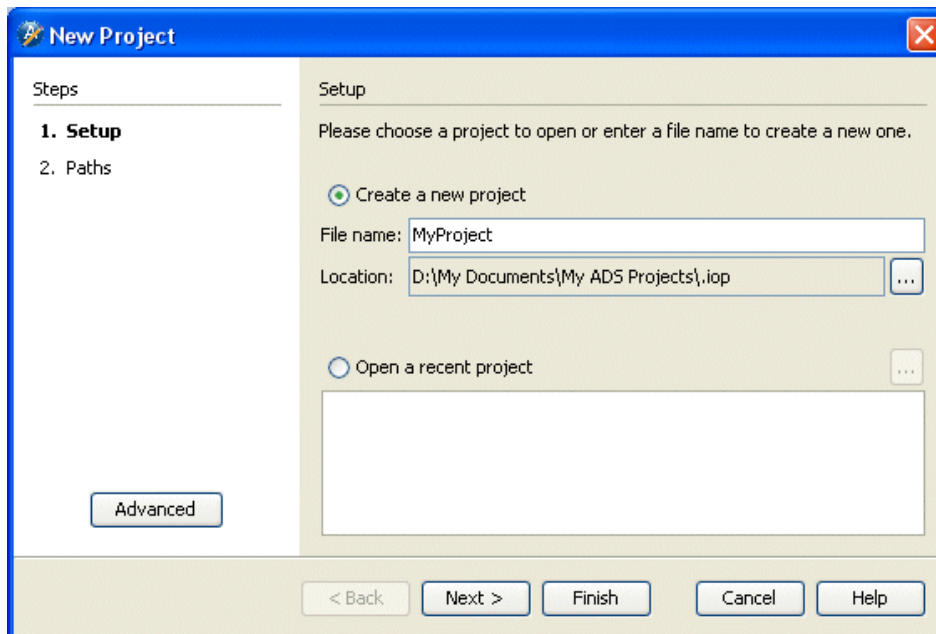 New Project
Steps
1. Setup
2. Paths
Advanced
Setup
Please choose a project to open or enter a file name to create a new one.
Create a new project
File name: MyProject
Location: D:\My Documents\My ADS Projects\.iop ...
Open a recent project ...
< Back Next > Finish Cancel Help